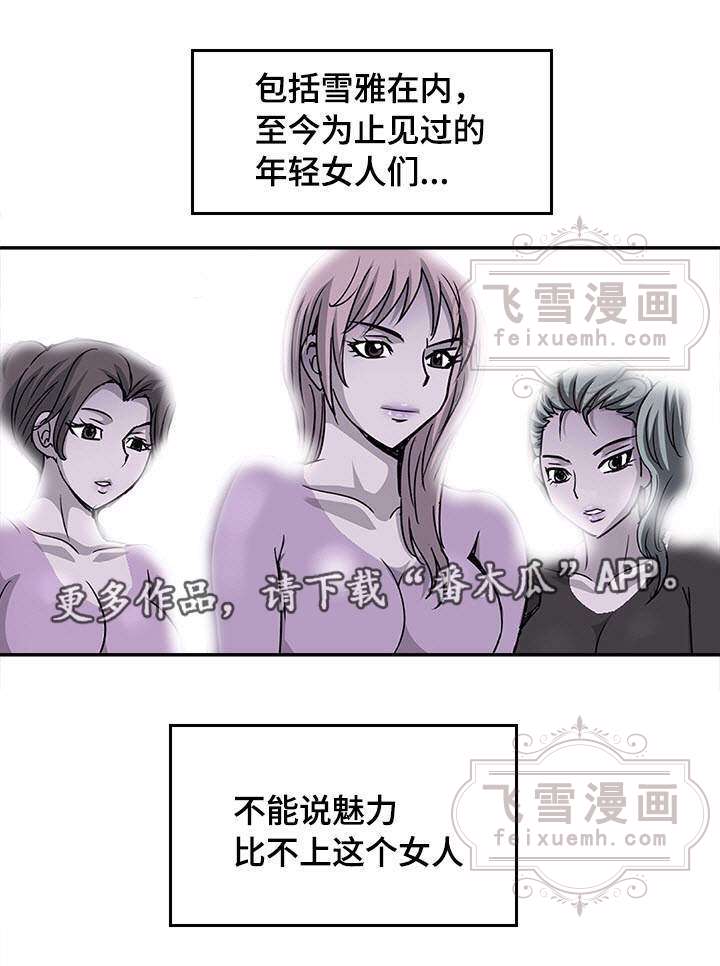 包括雪雅在内，
至今为止见过的
年轻女人们...
飞雪漫画
feixuemh.com
更多作品，请下载“番木瓜”APP。
不能说魅力
比不上这个女人
飞雪漫画
feixuemh.com